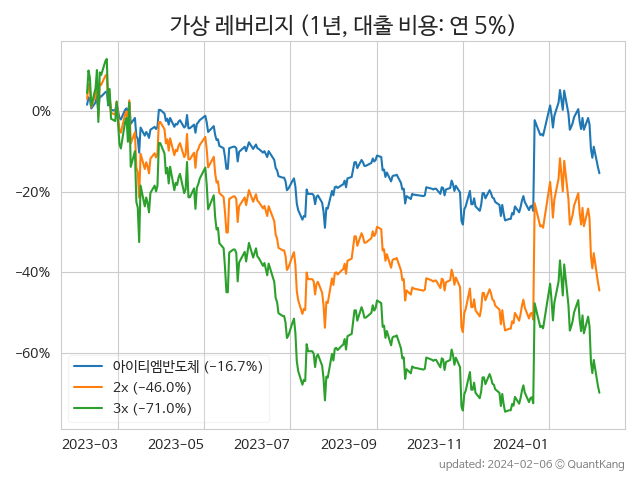 가상 레버리지 (1년, 대출 비용: 연 5%)
0%
−20%
−40%
−60%
아이티엠반도체 (−16.7%)
2x (−46.0%)
3x (−71.0%)
2023−03 2023−05 2023−07 2023−09 2023−11 2024−01
updated: 2024−02−06 © QuantKang